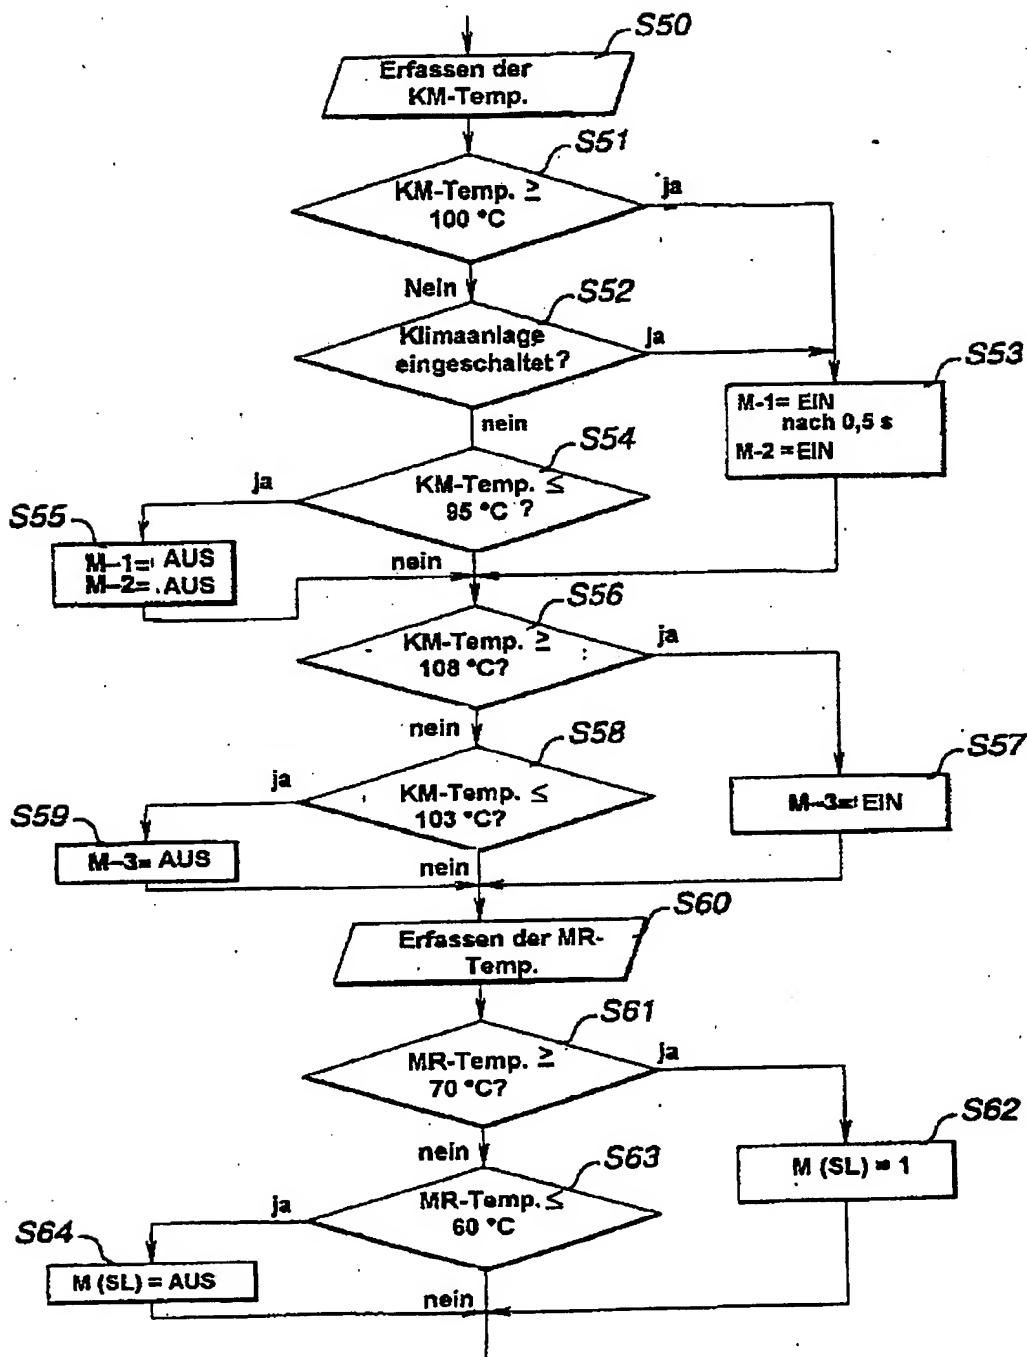 S50
Erfassen der
KM-Temp.
S51
KM-Temp. ≥
100 °C
ja
Nein
S52
Klimaanlage
eingeschaltet?
ja
S53
M-1= EIN
nach 0,5 s
M-2 = EIN
nein
S54
KM-Temp. ≤
95 °C ?
ja
S55
M-1= AUS
M-2= AUS
nein
S56
KM-Temp. ≥
108 °C?
ja
nein
S58
KM-Temp. ≤
103 °C?
ja
S57
M-3= EIN
S59
M-3= AUS
nein
S60
Erfassen der MR-
Temp.
S61
MR-Temp. ≥
70 °C?
ja
S62
M (SL) = 1
nein
S63
MR-Temp. ≤
60 °C
ja
S64
M (SL) = AUS
nein